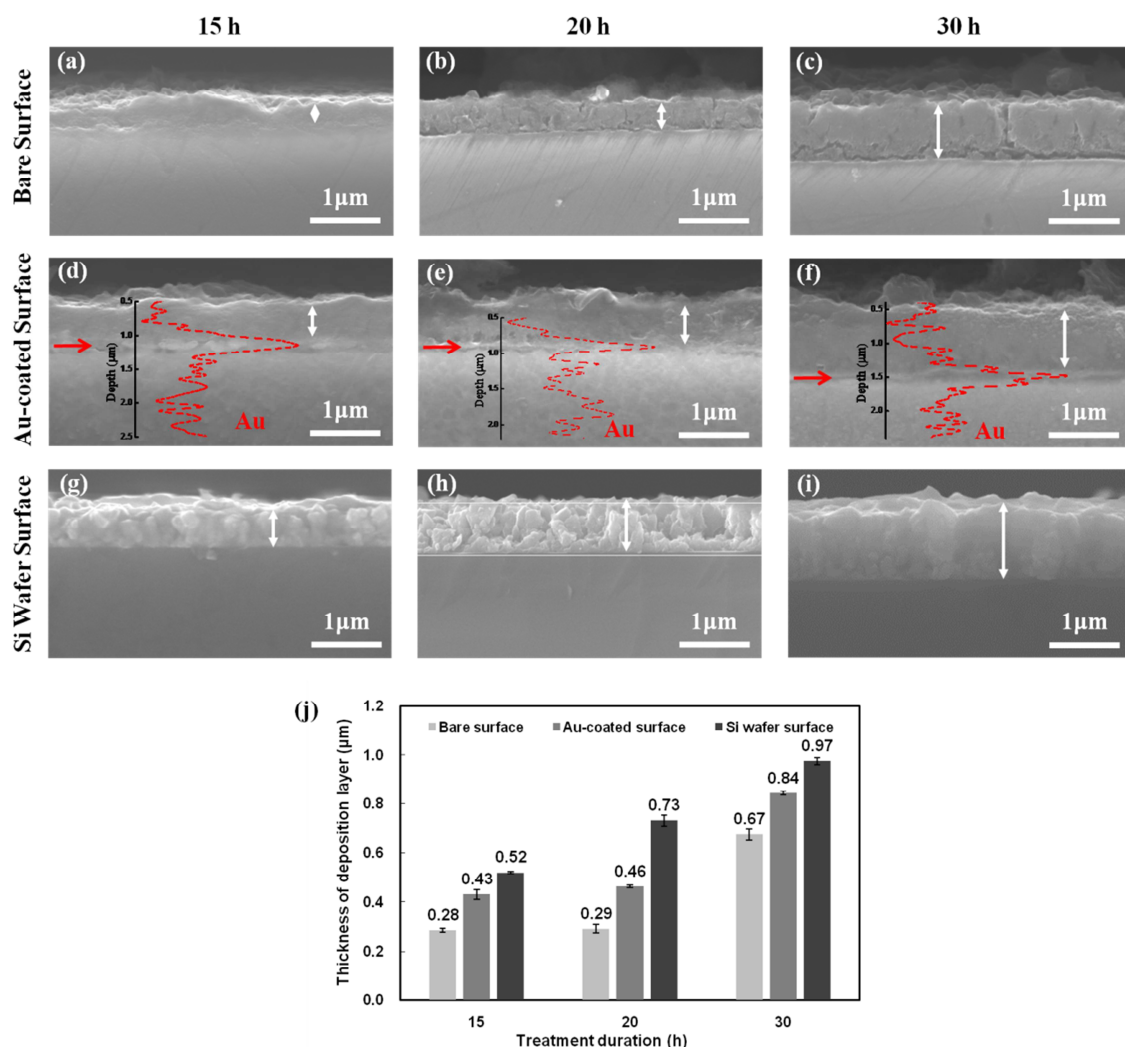 15 h 20 h 30 h
Bare Surface
(a) (b) (c)
1µm 1µm 1µm
Au-coated Surface
(d) (e) (f)
0.5 0.5 0.5
1.0 1.0 1.0
1.5 1.5 1.5
2.0 2.0 2.0
2.5
Depth (µm) Depth (µm) Depth (µm)
Au Au Au
1µm 1µm 1µm
Si Wafer Surface
(g) (h) (i)
1µm 1µm 1µm
(j)
Thickness of deposition layer (µm)
1.2
1.0
0.8
0.6
0.4
0.2
0.0
Bare surface Au-coated surface Si wafer surface
0.28 0.43 0.52
0.29 0.46 0.73
0.67 0.84 0.97
15 20 30
Treatment duration (h)